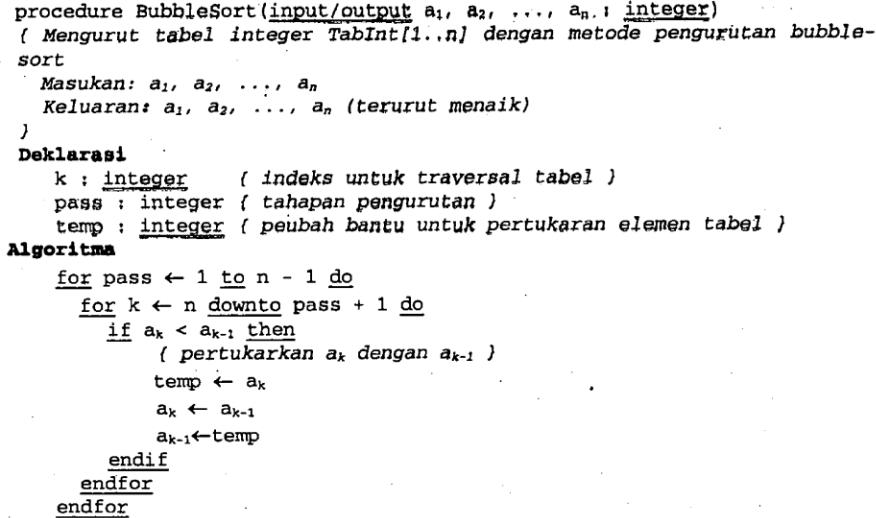 procedure BubbleSort(input/output a₁, a₂, ..., aₙ : integer)
{ Mengurut tabel integer TabInt[1..n] dengan metode pengurutan bubble-
sort
Masukan: a₁, a₂, ..., aₙ
Keluaran: a₁, a₂, ..., aₙ (terurut menaik)
}
Deklarasi
k : integer { indeks untuk traversal tabel }
pass : integer { tahapan pengurutan }
temp : integer { peubah bantu untuk pertukaran elemen tabel }
Algoritma
for pass ← 1 to n - 1 do
for k ← n downto pass + 1 do
if aₖ < aₖ₋₁ then
{ pertukarkan aₖ dengan aₖ₋₁ }
temp ← aₖ
aₖ ← aₖ₋₁
aₖ₋₁←temp
endif
endfor
endfor